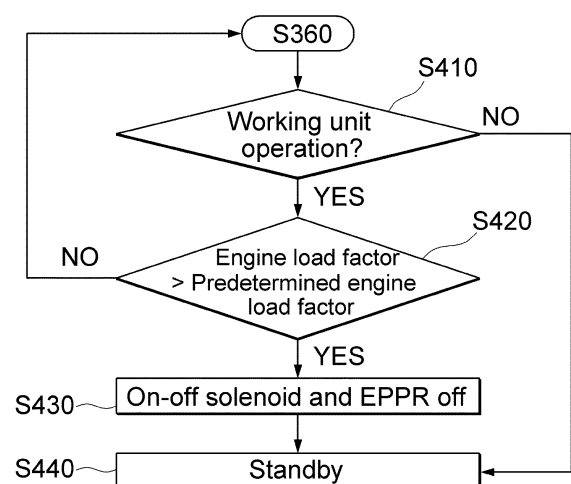 S360
S410
Working unit
operation?
NO
YES
S420
Engine load factor
> Predetermined engine
load factor
NO
YES
S430
On-off solenoid and EPPR off
S440
Standby